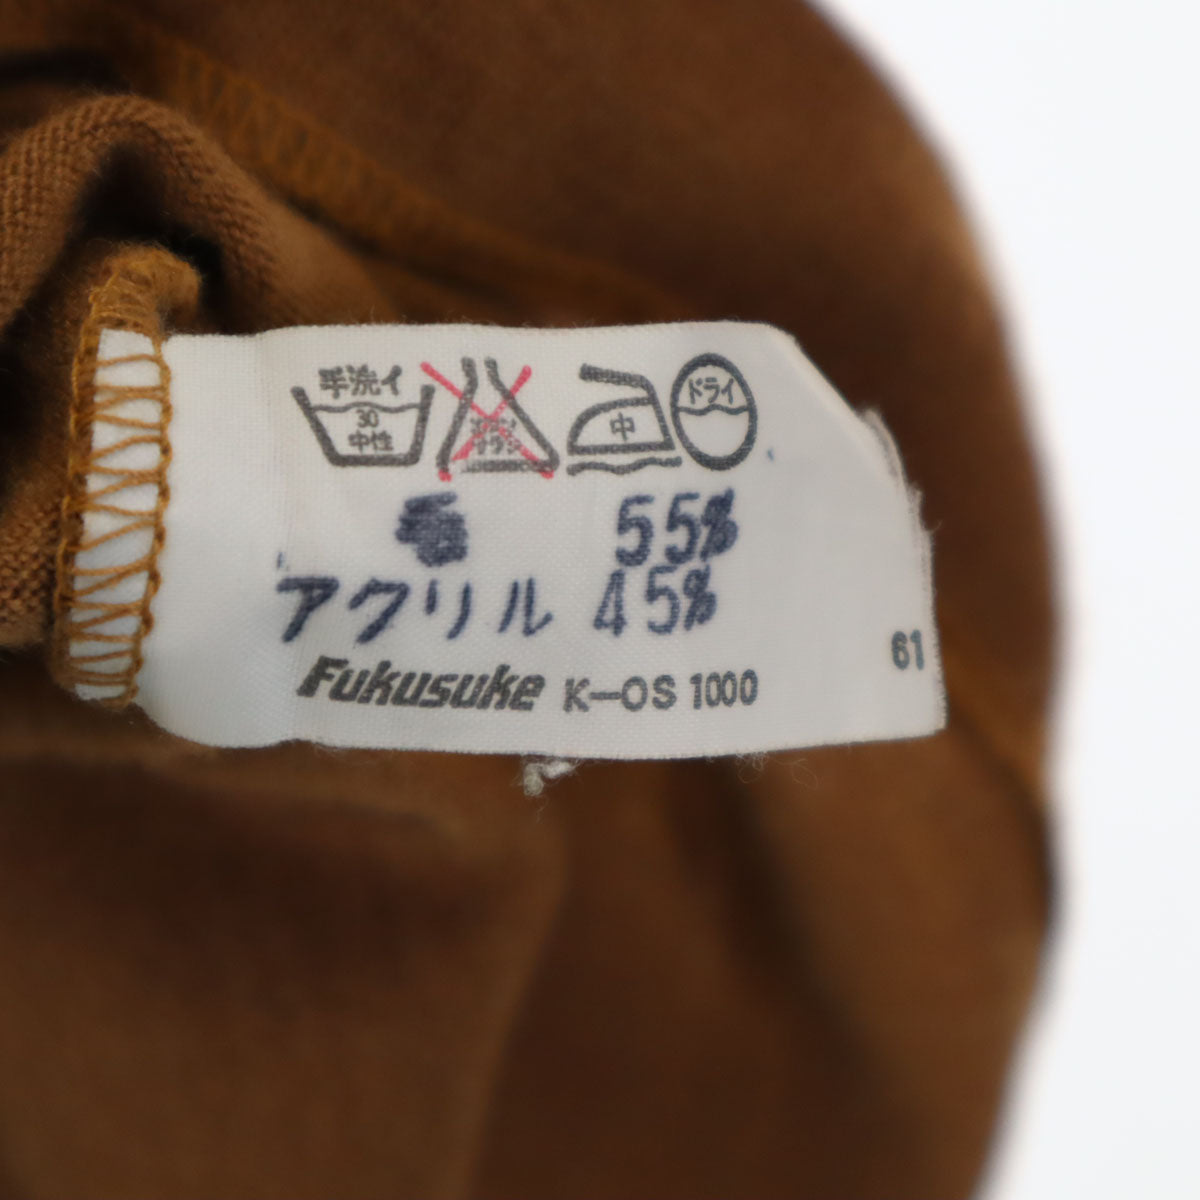 手洗イ 30 中性 中 ドライ
毛 55%
アクリル 45%
Fukusuke K-OS 1000
61